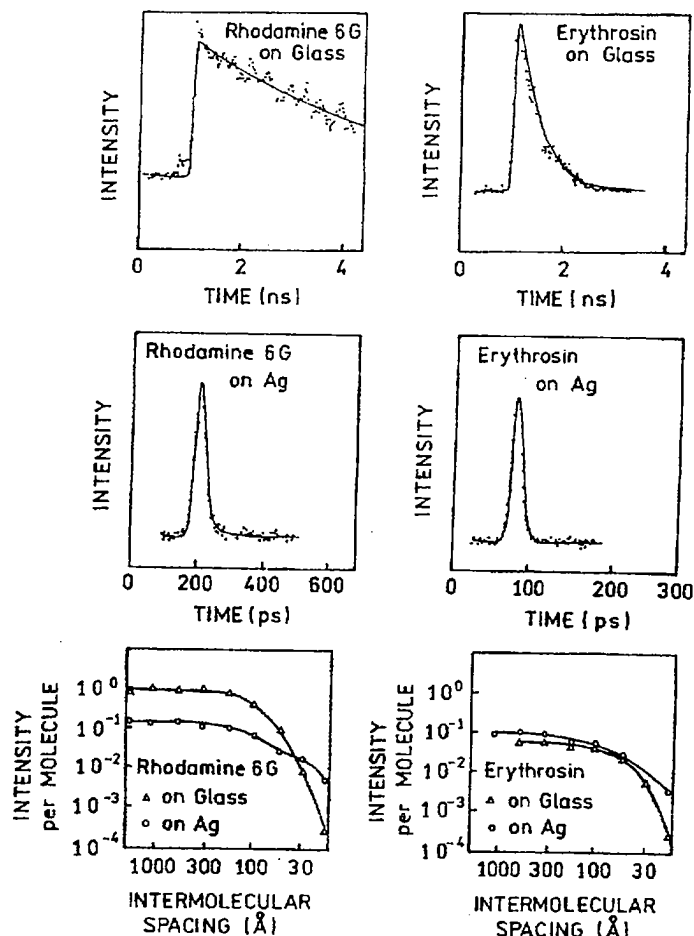 Rhodamine 6G
on Glass
INTENSITY
0 2 4
TIME (ns)
Erythrosin
on Glass
INTENSITY
0 2 4
TIME (ns)
Rhodamine 6G
on Ag
INTENSITY
0 200 400 600
TIME (ps)
Erythrosin
on Ag
INTENSITY
0 100 200 300
TIME (ps)
INTENSITY
per MOLECULE
10⁰
10⁻¹
10⁻²
10⁻³
10⁻⁴
Rhodamine 6G
△ on Glass
○ on Ag
1000 300 100 30
INTERMOLECULAR
SPACING (Å)
INTENSITY
per MOLECULE
10⁰
10⁻¹
10⁻²
10⁻³
10⁻⁴
Erythrosin
△ on Glass
○ on Ag
1000 300 100 30
INTERMOLECULAR
SPACING (Å)